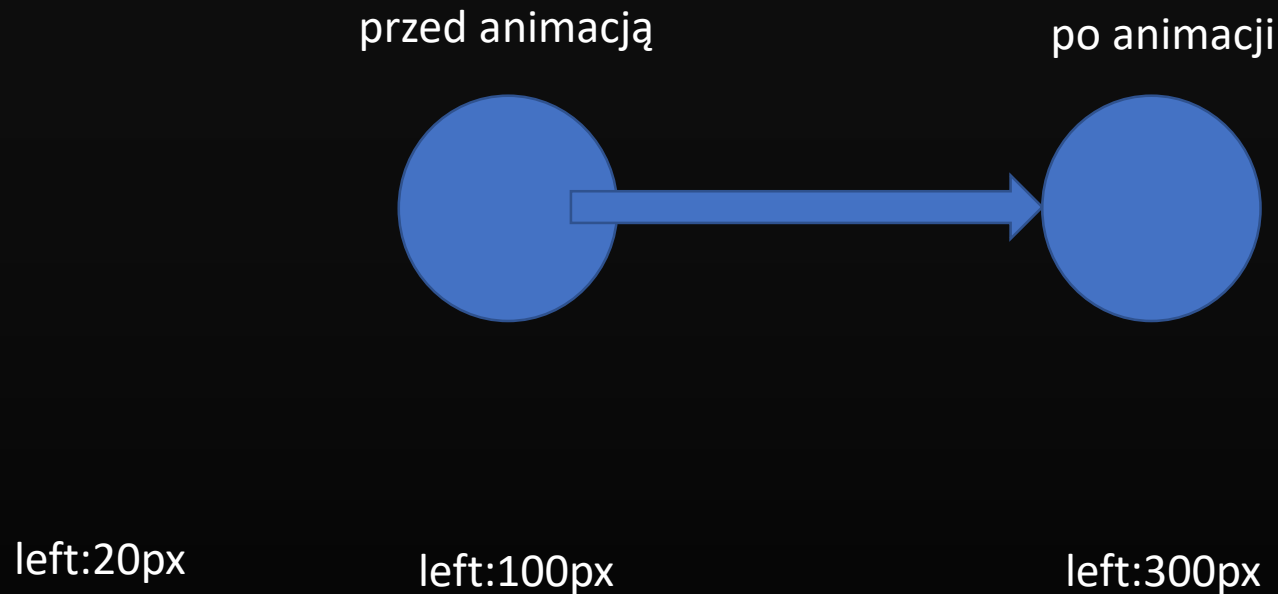 przed animacją
po animacji
left:20px
left:100px
left:300px